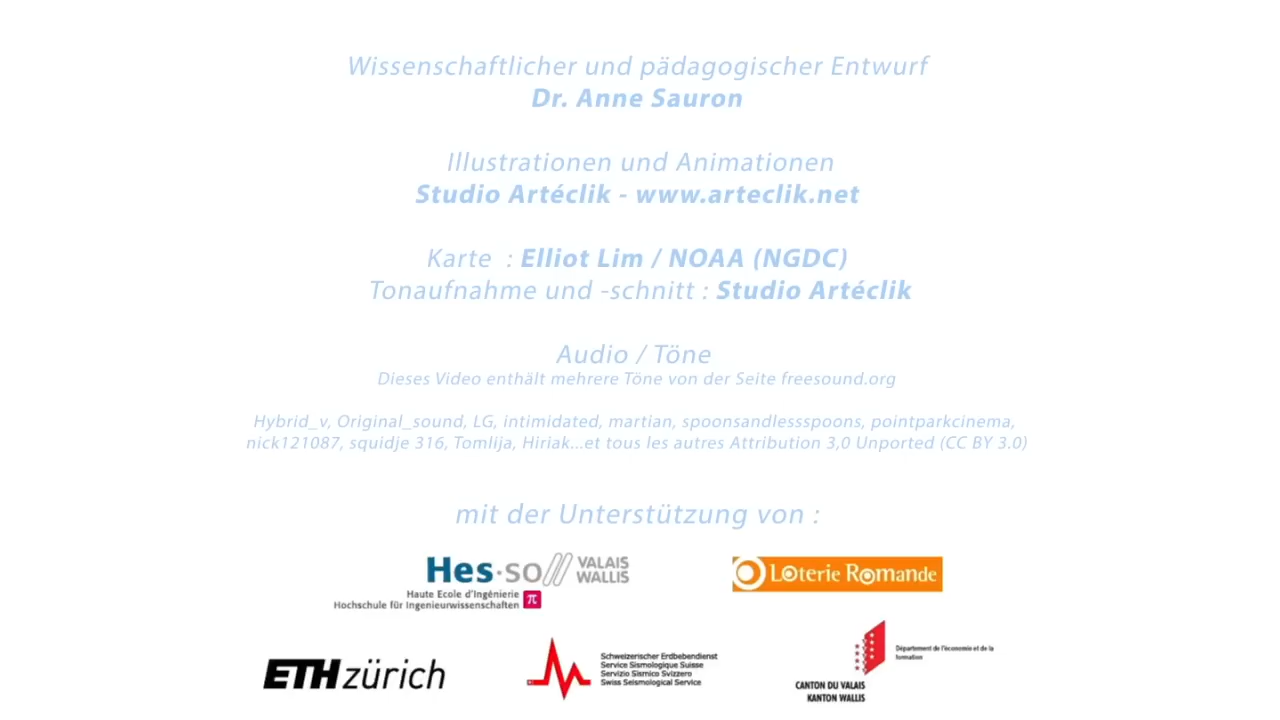 Wissenschaftlicher und pädagogischer Entwurf
Dr. Anne Sauron
Illustrationen und Animationen
Studio Artéclik - www.arteclik.net
Karte : Elliot Lim / NOAA (NGDC)
Tonaufnahme und -schnitt : Studio Artéclik
Audio / Töne
Dieses Video enthält mehrere Töne von der Seite freesound.org
Hybrid_v, Original_sound, LG, intimidated, martian, spoonsandlessspoons, pointparkcinema,
nick121087, squidje 316, Tomlija, Hiriak...et tous les autres Attribution 3,0 Unported (CC BY 3.0)
mit der Unterstützung von :
Hes·so// VALAIS
WALLIS
Haute Ecole d'Ingénierie
Hochschule für Ingenieurwissenschaften π
Loterie Romande
ETH zürich
Schweizerischer Erdbebendienst
Service Sismologique Suisse
Servizio Sismico Svizzero
Swiss Seismological Service
Département de l'économie et de la
formation
CANTON DU VALAIS
KANTON WALLIS